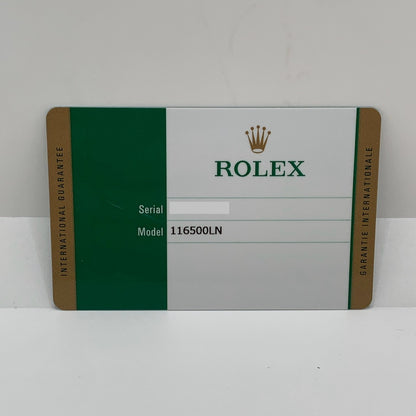 INTERNATIONAL GUARANTEE
ROLEX
Serial
Model 116500LN
GARANTIE INTERNATIONALE